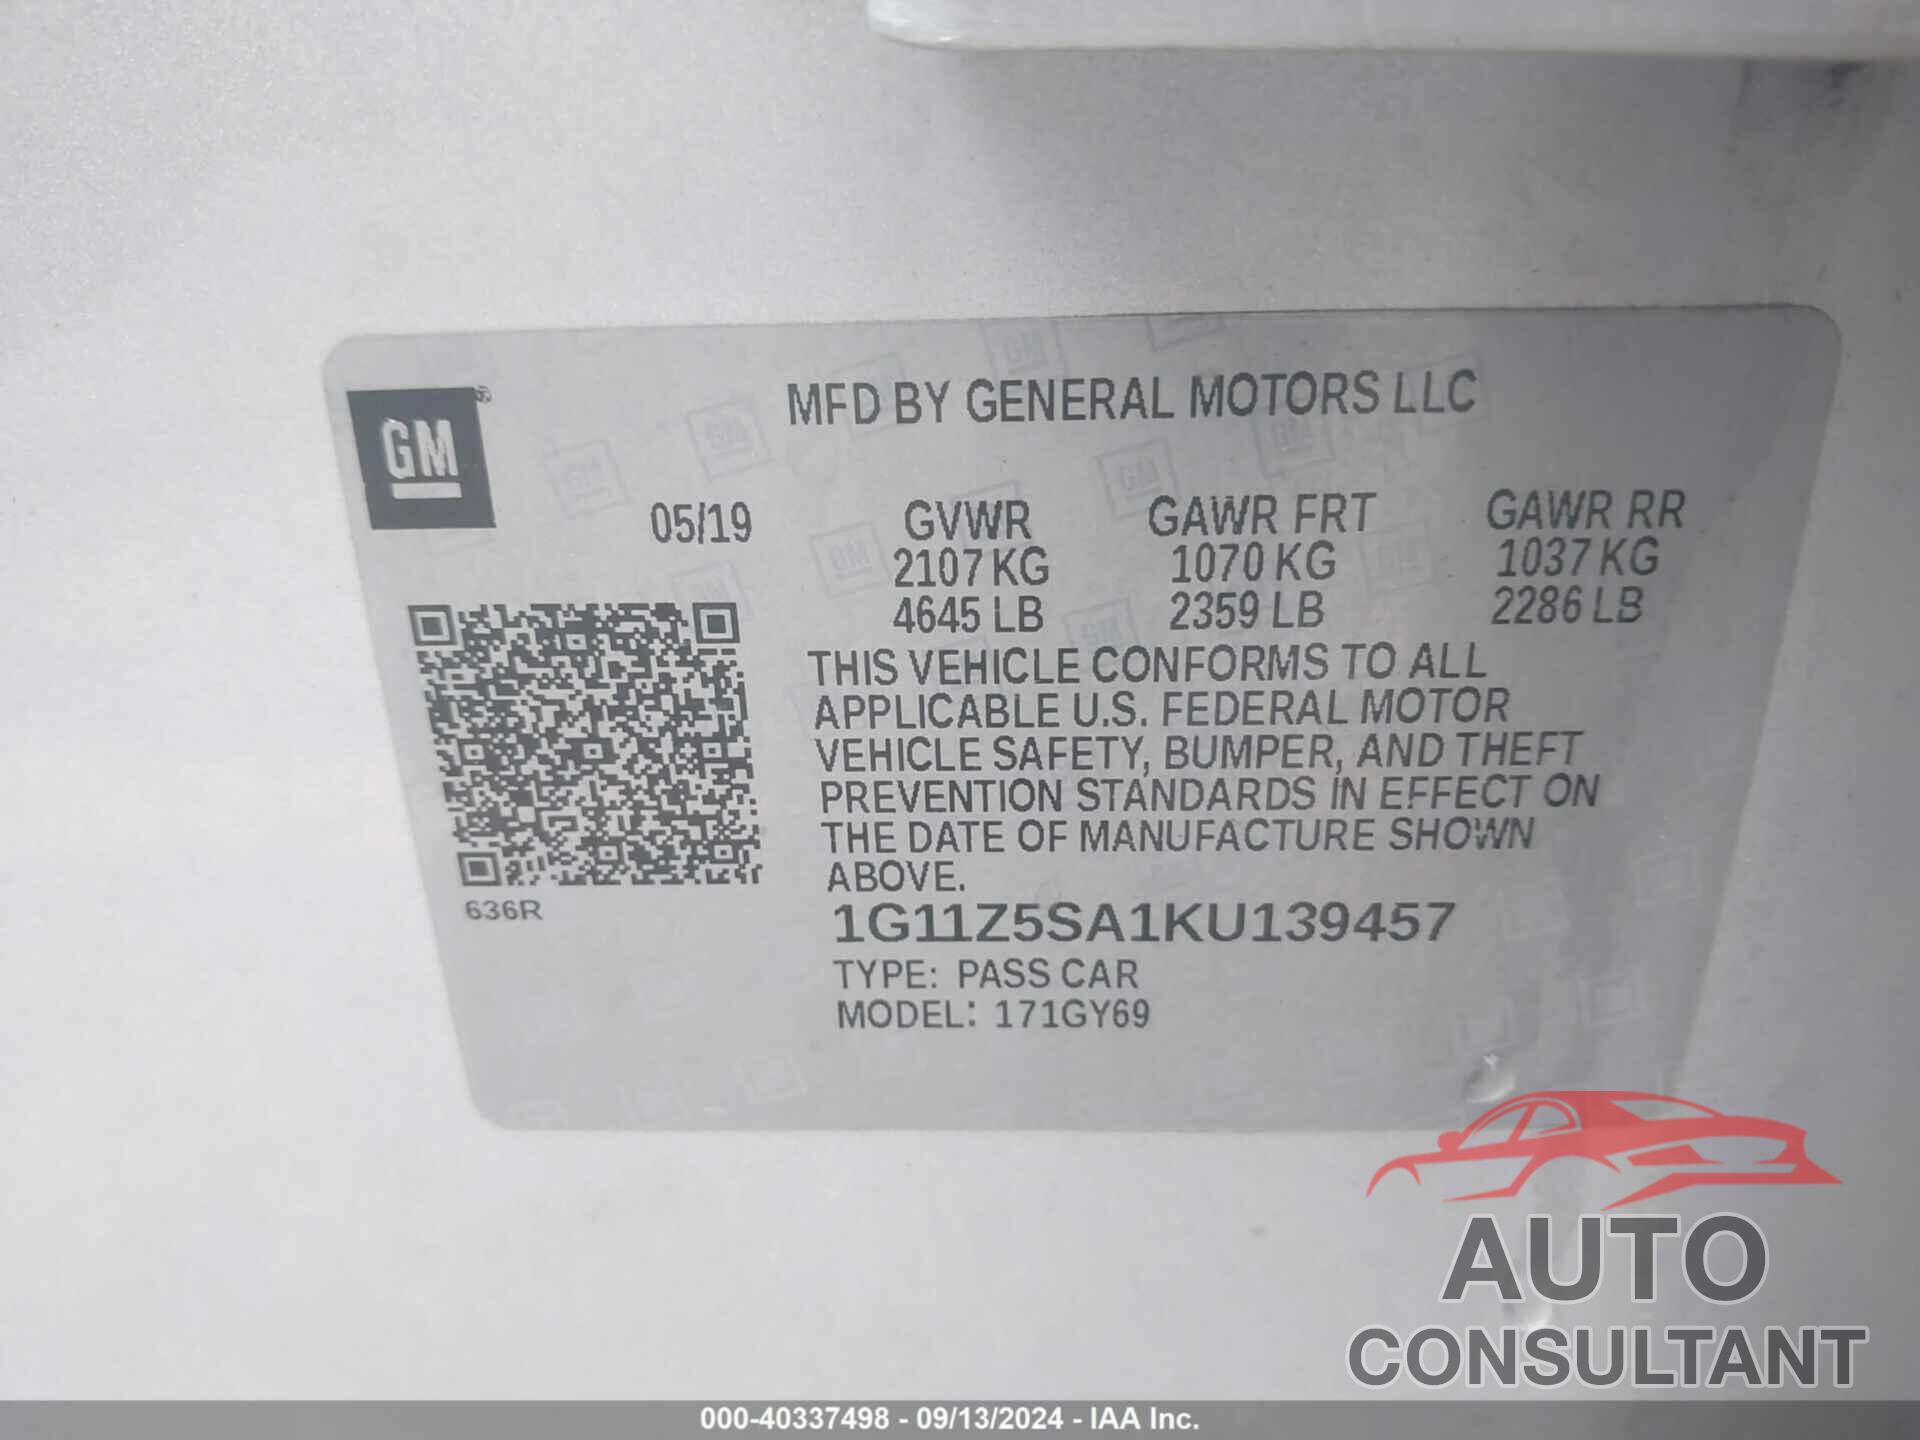 GM®
MFD BY GENERAL MOTORS LLC
05/19
GVWR GAWR FRT GAWR RR
2107 KG 1070 KG 1037 KG
4645 LB 2359 LB 2286 LB
THIS VEHICLE CONFORMS TO ALL
APPLICABLE U.S. FEDERAL MOTOR
VEHICLE SAFETY, BUMPER, AND THEFT
PREVENTION STANDARDS IN EFFECT ON
THE DATE OF MANUFACTURE SHOWN
ABOVE.
636R
1G11Z5SA1KU139457
TYPE: PASS CAR
MODEL: 171GY69
AUTO
CONSULTANT
000-40337498 - 09/13/2024 - IAA Inc.